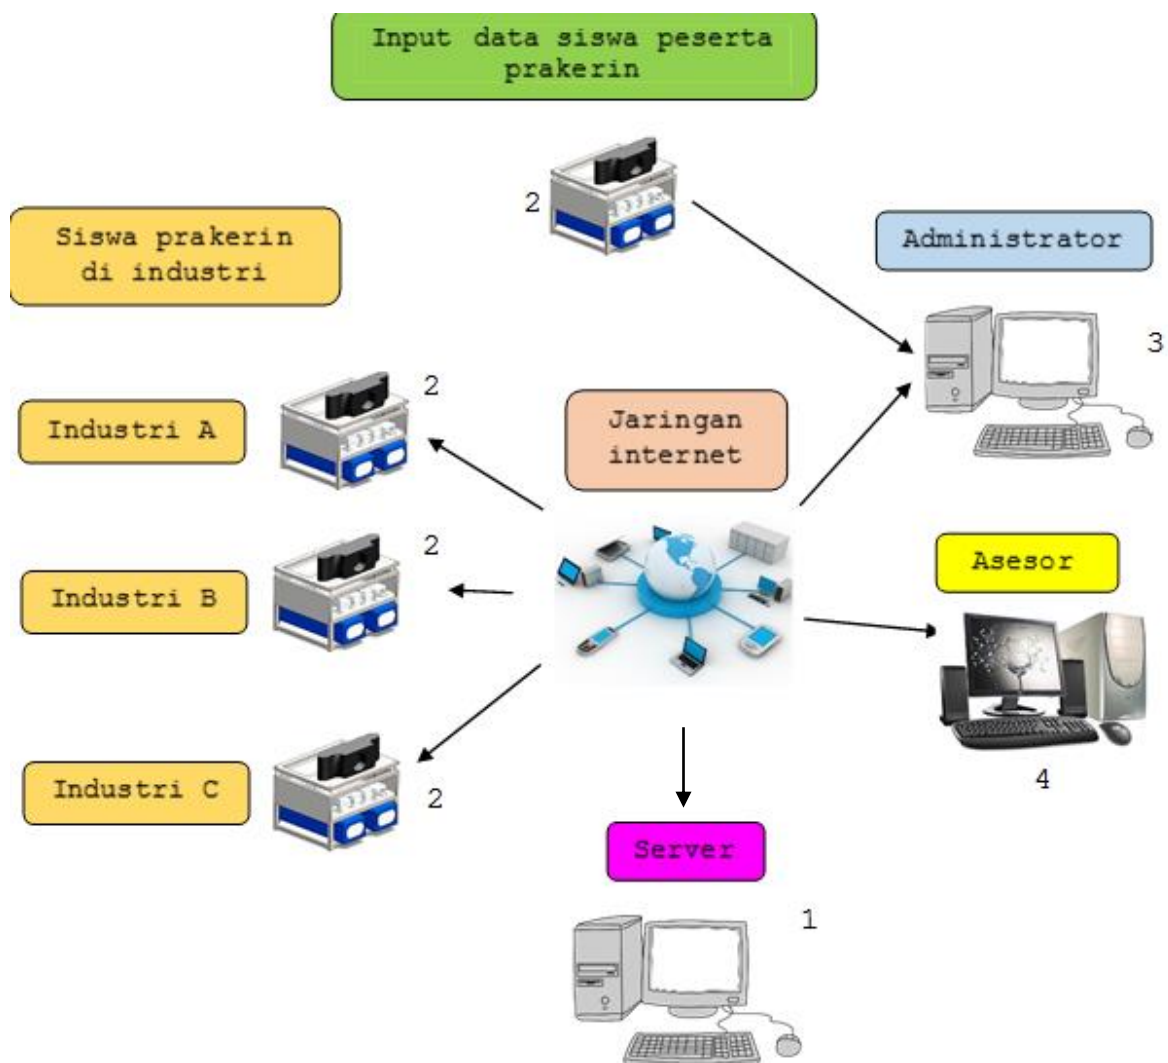 Input data siswa peserta
prakerin
2
Siswa prakerin
di industri
Administrator
3
2
Industri A
Jaringan
internet
2
Industri B
Asesor
Industri C
2
4
Server
1